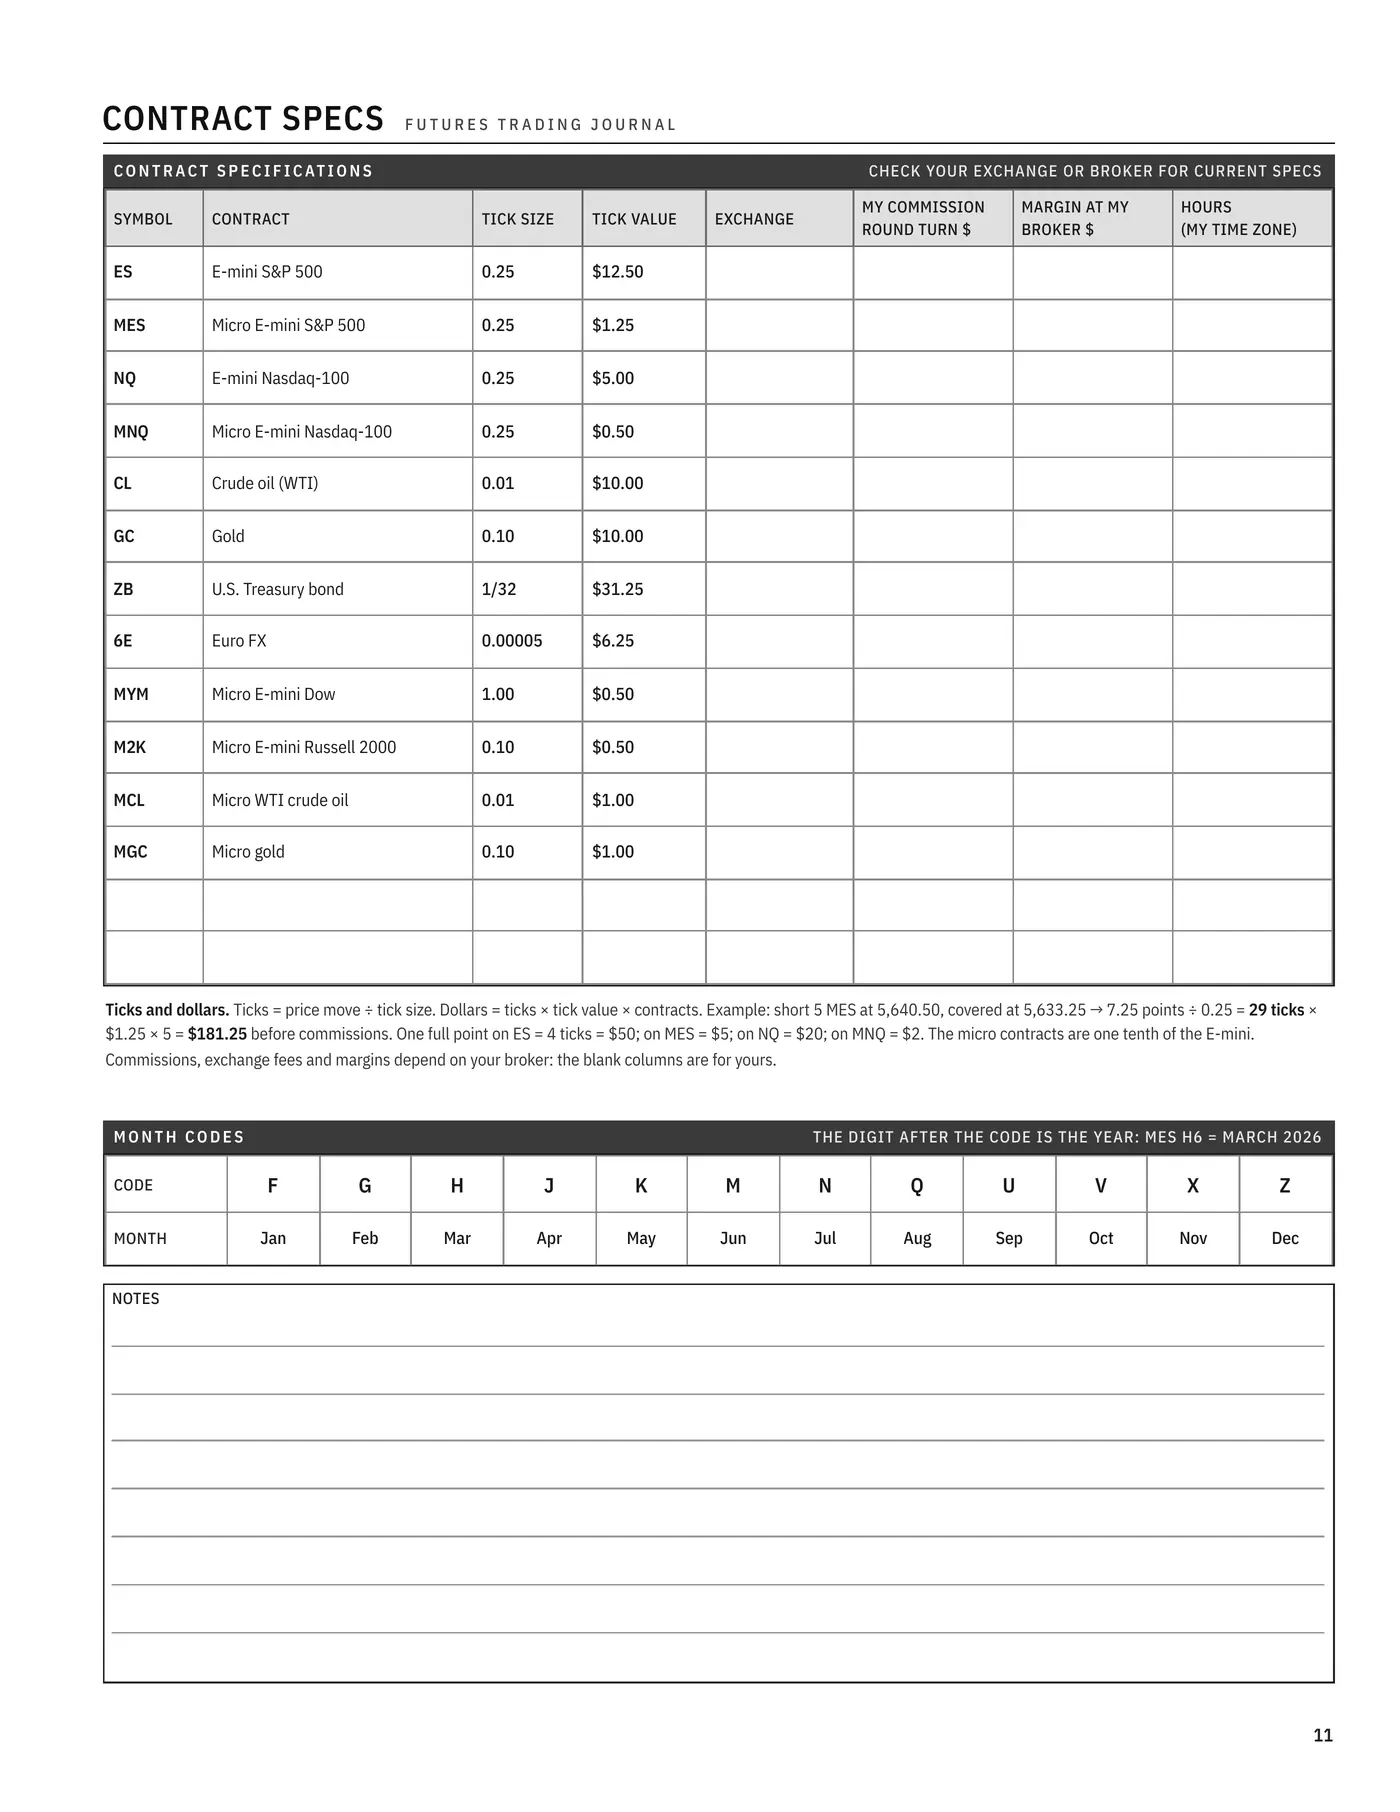 CONTRACT SPECS FUTURES TRADING JOURNAL
CONTRACT SPECIFICATIONS CHECK YOUR EXCHANGE OR BROKER FOR CURRENT SPECS
SYMBOL CONTRACT TICK SIZE TICK VALUE EXCHANGE MY COMMISSION ROUND TURN $ MARGIN AT MY BROKER $ HOURS (MY TIME ZONE)
ES E-mini S&P 500 0.25 $12.50
MES Micro E-mini S&P 500 0.25 $1.25
NQ E-mini Nasdaq-100 0.25 $5.00
MNQ Micro E-mini Nasdaq-100 0.25 $0.50
CL Crude oil (WTI) 0.01 $10.00
GC Gold 0.10 $10.00
ZB U.S. Treasury bond 1/32 $31.25
6E Euro FX 0.00005 $6.25
MYM Micro E-mini Dow 1.00 $0.50
M2K Micro E-mini Russell 2000 0.10 $0.50
MCL Micro WTI crude oil 0.01 $1.00
MGC Micro gold 0.10 $1.00
Ticks and dollars. Ticks = price move ÷ tick size. Dollars = ticks × tick value × contracts. Example: short 5 MES at 5,640.50, covered at 5,633.25 → 7.25 points ÷ 0.25 = 29 ticks ×
$1.25 × 5 = $181.25 before commissions. One full point on ES = 4 ticks = $50; on MES = $5; on NQ = $20; on MNQ = $2. The micro contracts are one tenth of the E-mini.
Commissions, exchange fees and margins depend on your broker: the blank columns are for yours.
MONTH CODES THE DIGIT AFTER THE CODE IS THE YEAR: MES H6 = MARCH 2026
CODE F G H J K M N Q U V X Z
MONTH Jan Feb Mar Apr May Jun Jul Aug Sep Oct Nov Dec
NOTES
11